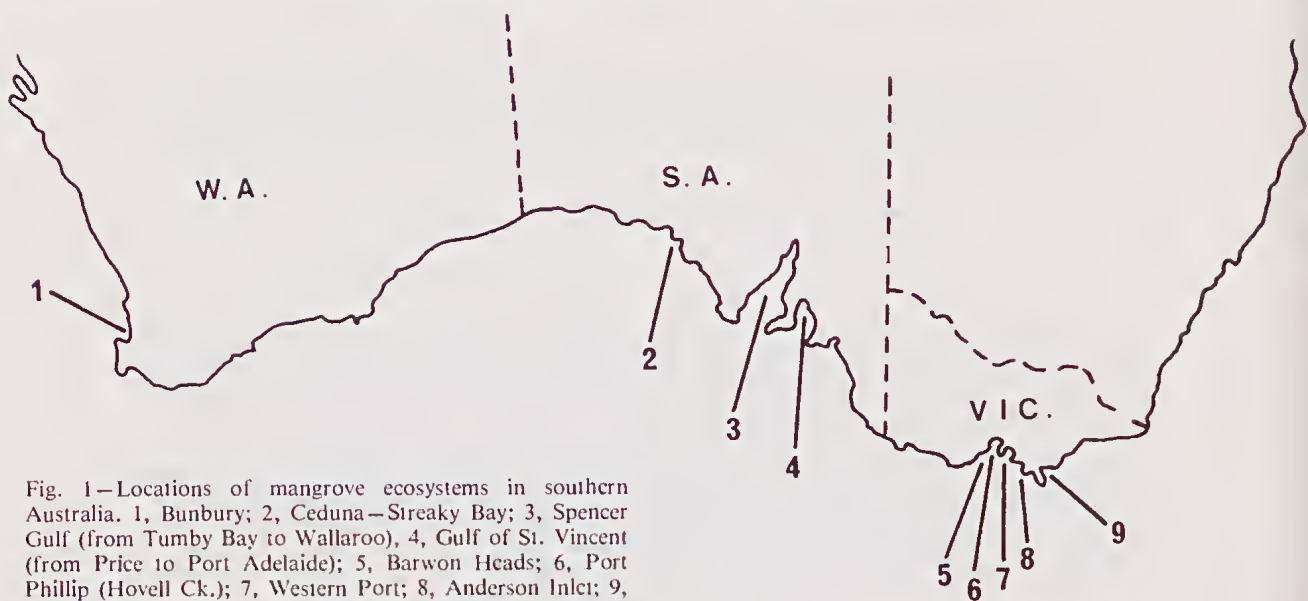 W. A.
S. A.
VIC.
1
2
3
4
5
6
7
8
9
Fig. 1—Locations of mangrove ecosystems in southern
Australia. 1, Bunbury; 2, Ceduna—Streaky Bay; 3, Spencer
Gulf (from Tumby Bay to Wallaroo), 4, Gulf of St. Vincent
(from Price to Port Adelaide); 5, Barwon Heads; 6, Port
Phillip (Hovell Ck.); 7, Western Port; 8, Anderson Inlet; 9,